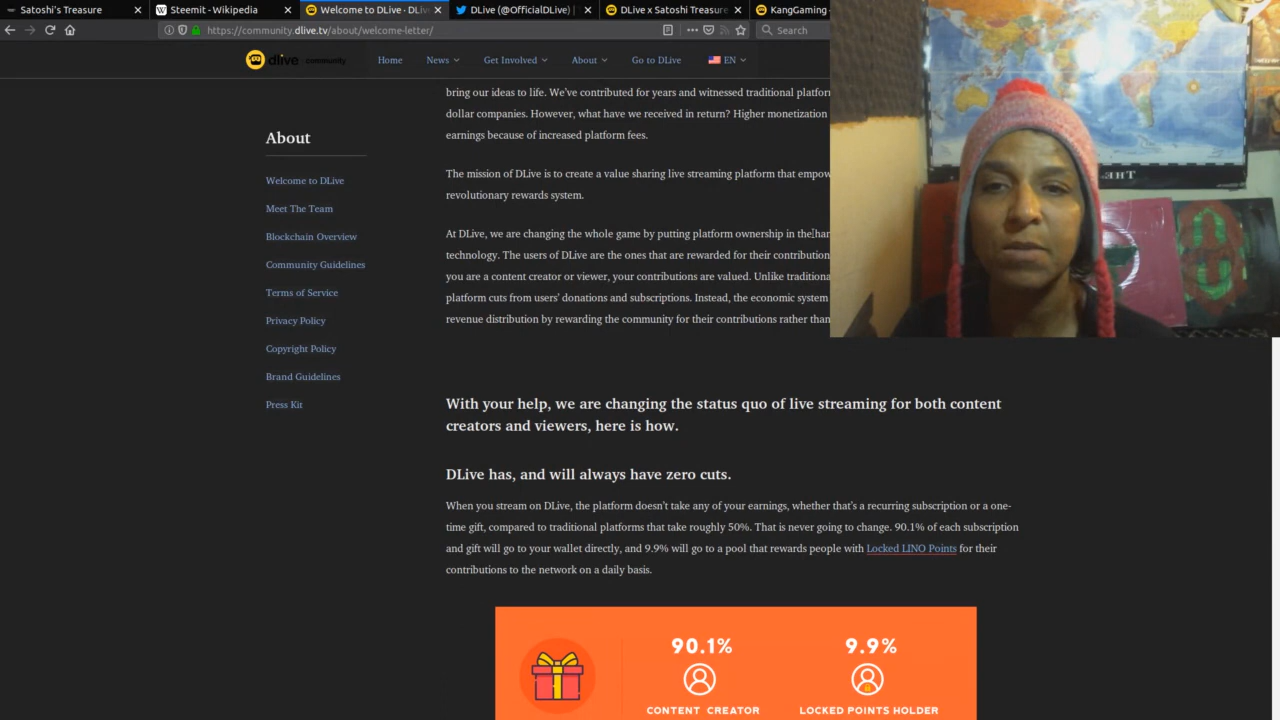 Satoshi's Treasure
Steemit - Wikipedia
Welcome to DLive · DLiv
DLive (@OfficialDLive) |
DLive x Satoshi Treasure
KangGaming -
https://community.dlive.tv/about/welcome-letter/
Search
dlive community
Home
News
Get Involved
About
Go to DLive
EN
bring our ideas to life. We've contributed for years and witnessed traditional platform
dollar companies. However, what have we received in return? Higher monetization
earnings because of increased platform fees.
About
The mission of DLive is to create a value sharing live streaming platform that empow
revolutionary rewards system.
Welcome to DLive
Meet The Team
Blockchain Overview
Community Guidelines
Terms of Service
Privacy Policy
Copyright Policy
Brand Guidelines
Press Kit
At DLive, we are changing the whole game by putting platform ownership in the han
technology. The users of DLive are the ones that are rewarded for their contribution
you are a content creator or viewer, your contributions are valued. Unlike traditiona
platform cuts from users' donations and subscriptions. Instead, the economic system
revenue distribution by rewarding the community for their contributions rather than
With your help, we are changing the status quo of live streaming for both content
creators and viewers, here is how.
DLive has, and will always have zero cuts.
When you stream on DLive, the platform doesn't take any of your earnings, whether that's a recurring subscription or a one-
time gift, compared to traditional platforms that take roughly 50%. That is never going to change. 90.1% of each subscription
and gift will go to your wallet directly, and 9.9% will go to a pool that rewards people with Locked LINO Points for their
contributions to the network on a daily basis.
90.1%
CONTENT CREATOR
9.9%
LOCKED POINTS HOLDER
THE